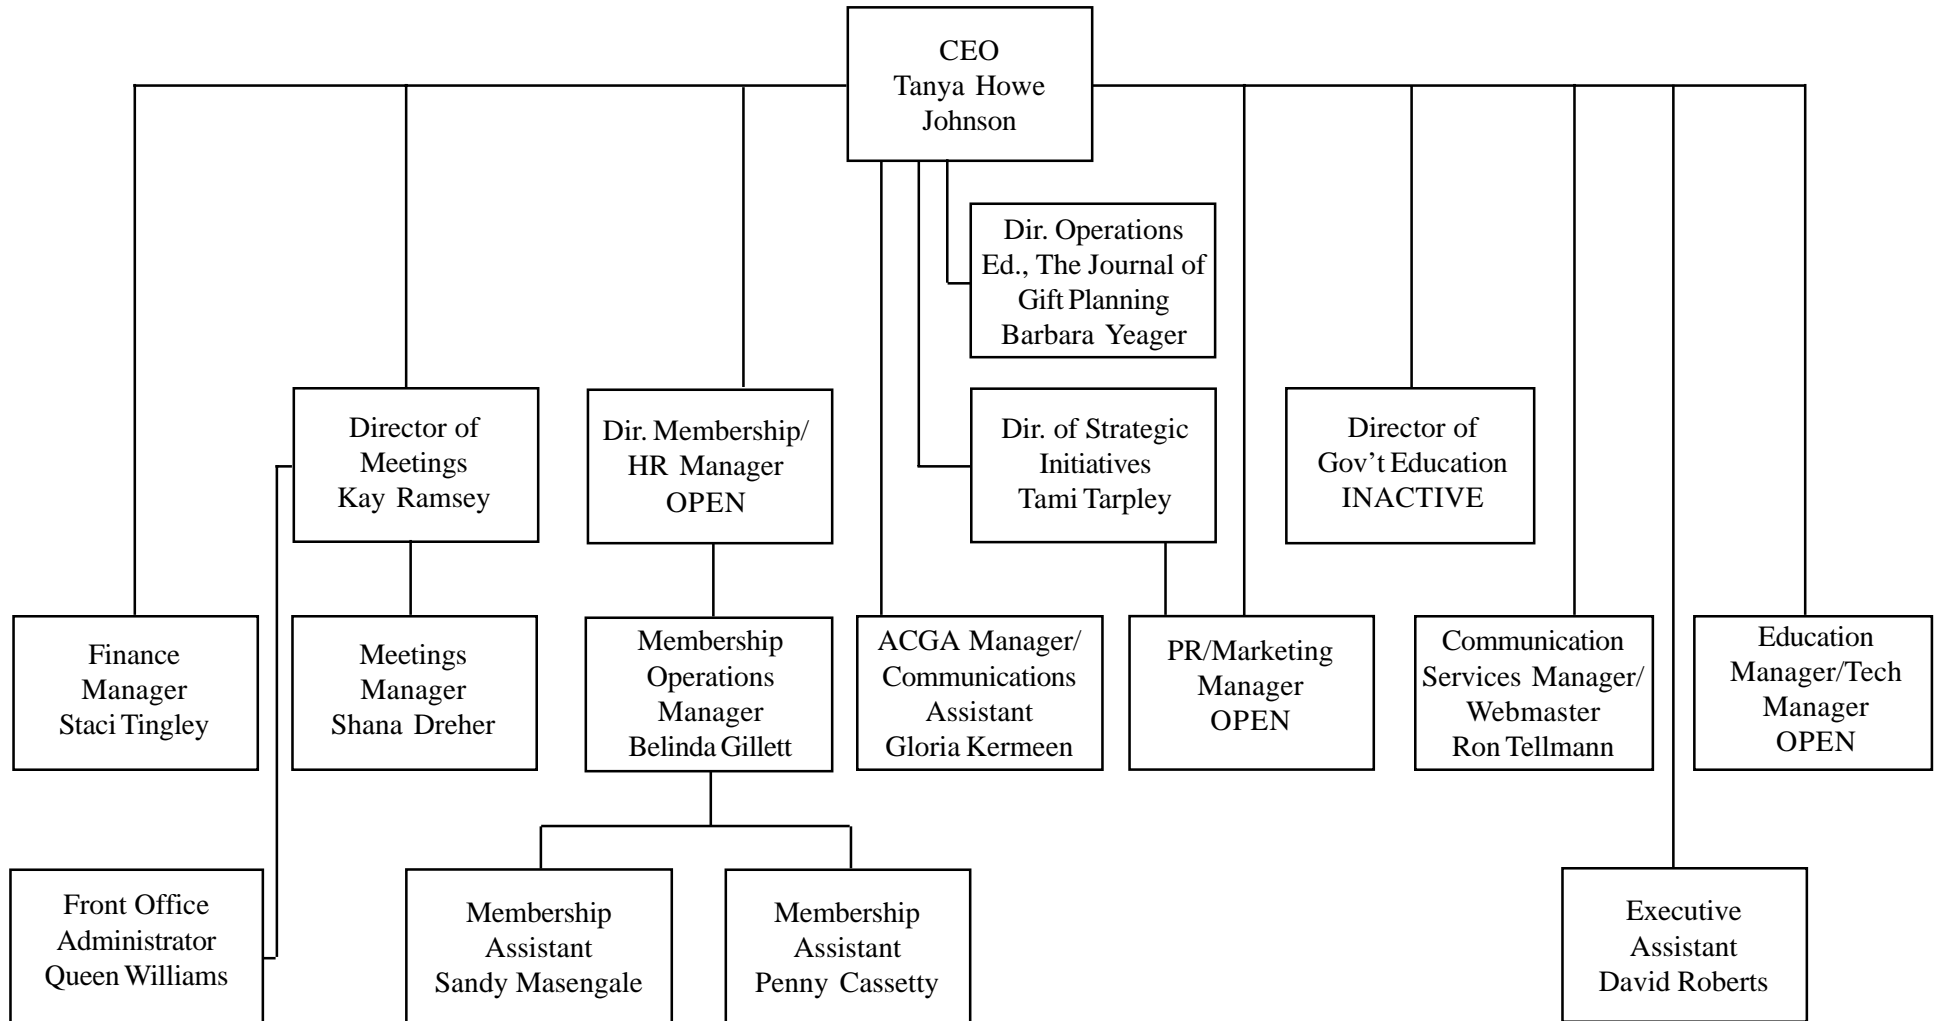 CEO
Tanya Howe
Johnson
Dir. Operations
Ed., The Journal of
Gift Planning
Barbara Yeager
Director of
Meetings
Kay Ramsey
Dir. Membership/
HR Manager
OPEN
Dir. of Strategic
Initiatives
Tami Tarpley
Director of
Gov’t Education
INACTIVE
Finance
Manager
Staci Tingley
Meetings
Manager
Shana Dreher
Membership
Operations
Manager
Belinda Gillett
ACGA Manager/
Communications
Assistant
Gloria Kermeen
PR/Marketing
Manager
OPEN
Communication
Services Manager/
Webmaster
Ron Tellmann
Education
Manager/Tech
Manager
OPEN
Front Office
Administrator
Queen Williams
Membership
Assistant
Sandy Masengale
Membership
Assistant
Penny Cassetty
Executive
Assistant
David Roberts